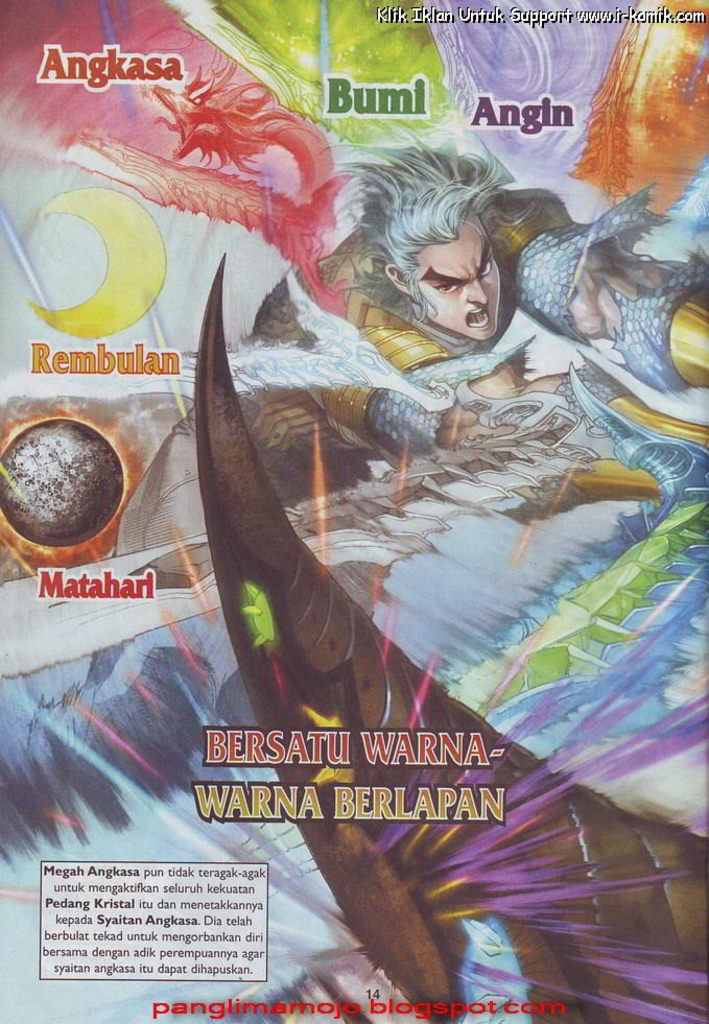 Klik Iklan Untuk Support www.i-komik.com
Angkasa
Bumi
Angin
Rembulan
Matahari
BERSATU WARNA-
WARNA BERLAPAN
Megah Angkasa pun tidak teragak-agak
untuk mengaktifkan seluruh kekuatan
Pedang Kristal itu dan menetakkannya
kepada Syaitan Angkasa. Dia telah
berbulat tekad untuk mengorbankan diri
bersama dengan adik perempuannya agar
syaitan angkasa itu dapat dihapuskan.
14
panglimamojo.blogspot.com